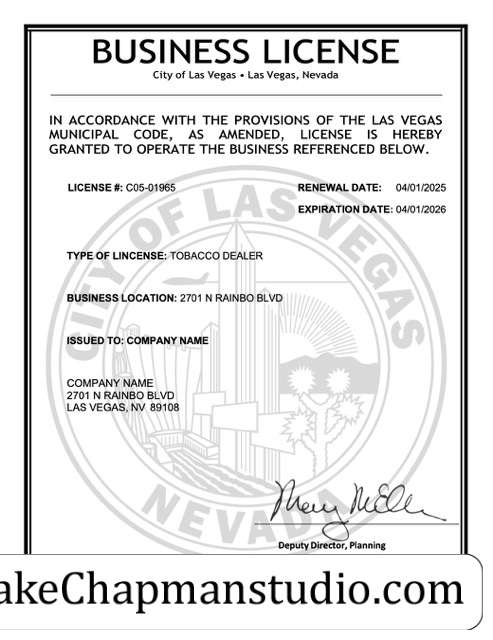 BUSINESS LICENSE
City of Las Vegas • Las Vegas, Nevada
IN ACCORDANCE WITH THE PROVISIONS OF THE LAS VEGAS
MUNICIPAL CODE, AS AMENDED, LICENSE IS HEREBY
GRANTED TO OPERATE THE BUSINESS REFERENCED BELOW.
LICENSE #: C05-01965 RENEWAL DATE: 04/01/2025
EXPIRATION DATE: 04/01/2026
CITY OF LAS VEGAS
TYPE OF LINCENSE: TOBACCO DEALER
BUSINESS LOCATION: 2701 N RAINBO BLVD
ISSUED TO: COMPANY NAME
COMPANY NAME
2701 N RAINBO BLVD
LAS VEGAS, NV 89108
NEVADA
Deputy Director, Planning
akeChapmanstudio.com